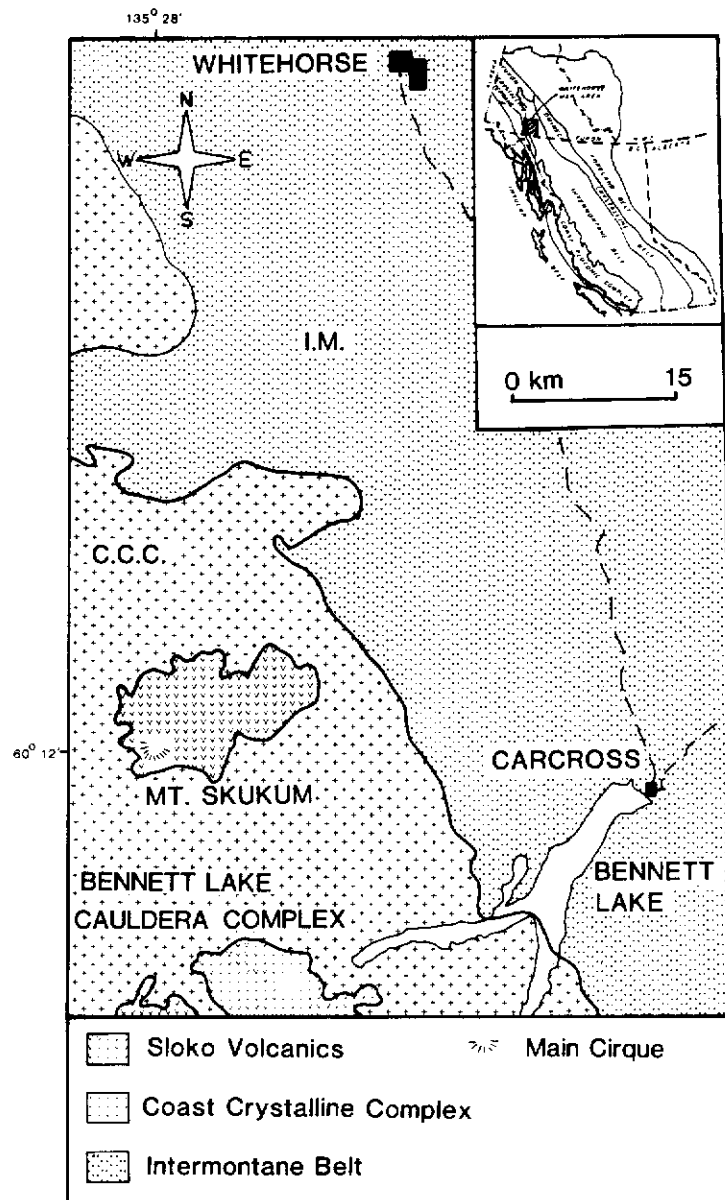 135° 28'
WHITEHORSE
N
W E
S
I.M.
0 km 15
C.C.C.
60° 12'
MT. SKUKUM
CARCROSS
BENNETT LAKE
CAULDERA COMPLEX
BENNETT
LAKE
Sloko Volcanics
Main Cirque
Coast Crystalline Complex
Intermontane Belt